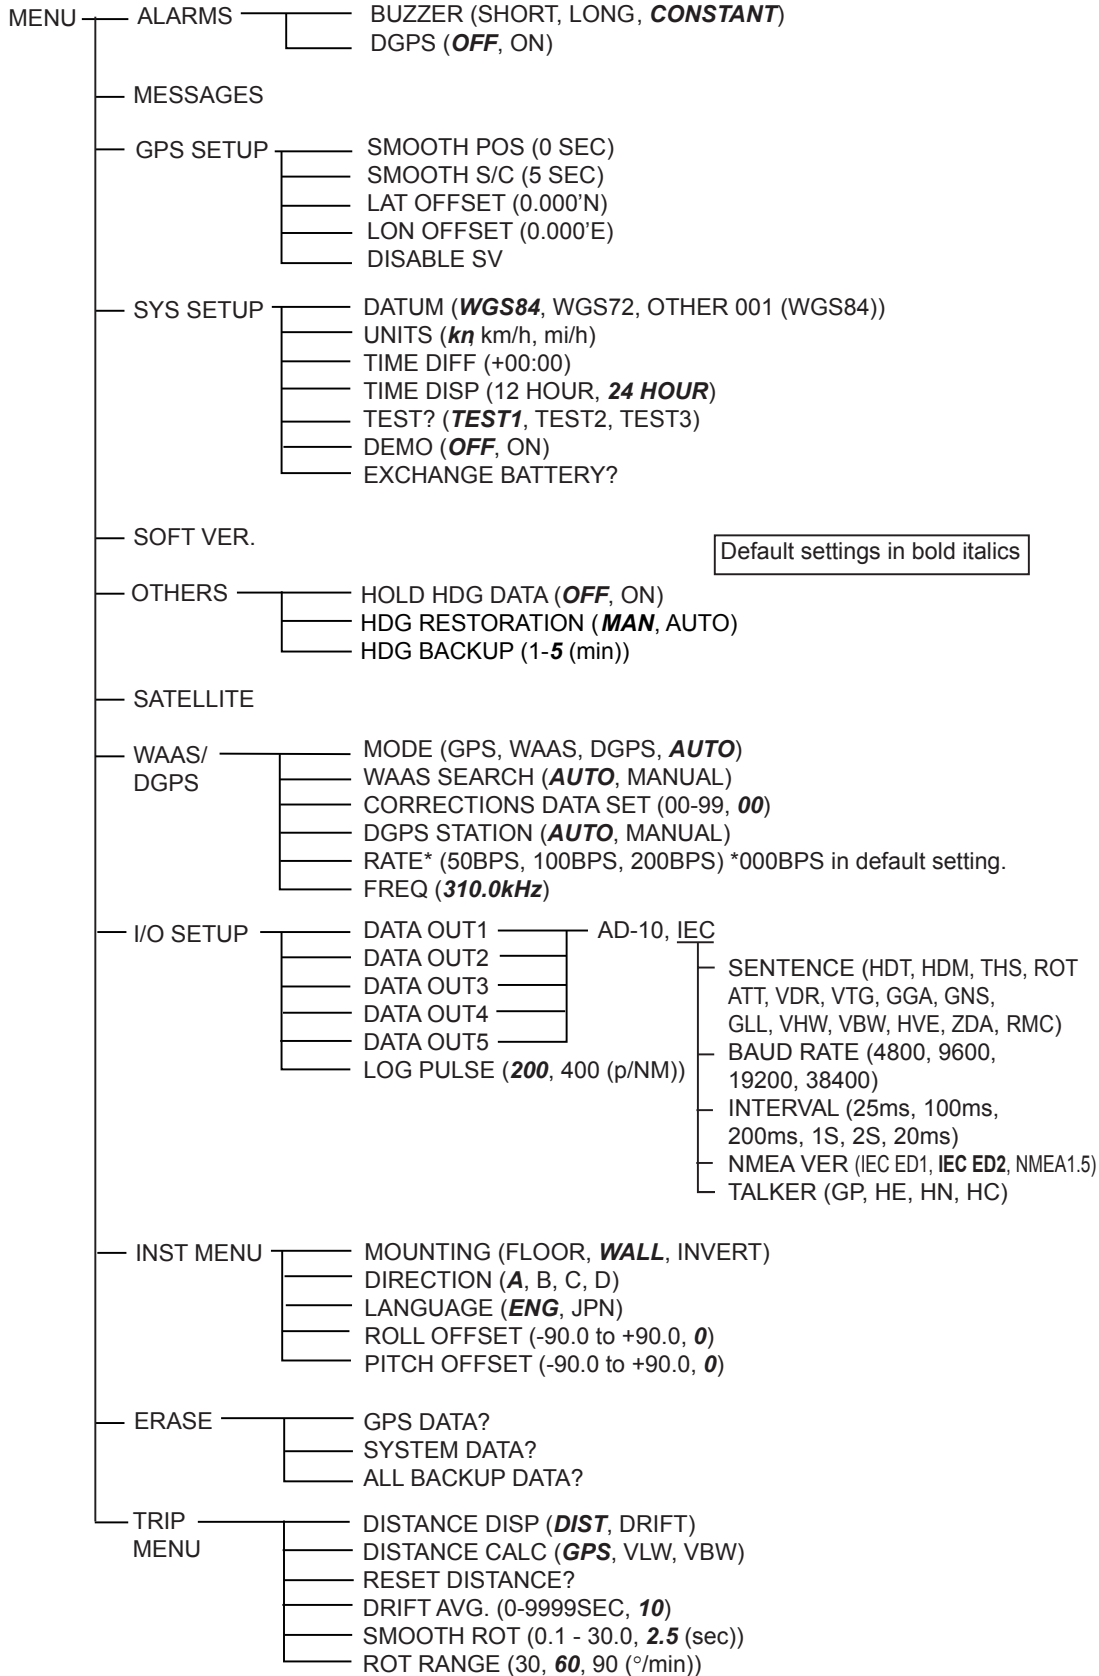 MENU
ALARMS
BUZZER (SHORT, LONG, CONSTANT)
DGPS (OFF, ON)
MESSAGES
GPS SETUP
SMOOTH POS (0 SEC)
SMOOTH S/C (5 SEC)
LAT OFFSET (0.000’N)
LON OFFSET (0.000’E)
DISABLE SV
SYS SETUP
DATUM (WGS84, WGS72, OTHER 001 (WGS84))
UNITS (kn, km/h, mi/h)
TIME DIFF (+00:00)
TIME DISP (12 HOUR, 24 HOUR)
TEST? (TEST1, TEST2, TEST3)
DEMO (OFF, ON)
EXCHANGE BATTERY?
SOFT VER.
Default settings in bold italics
OTHERS
HOLD HDG DATA (OFF, ON)
HDG RESTORATION (MAN, AUTO)
HDG BACKUP (1-5 (min))
SATELLITE
WAAS/
DGPS
MODE (GPS, WAAS, DGPS, AUTO)
WAAS SEARCH (AUTO, MANUAL)
CORRECTIONS DATA SET (00-99, 00)
DGPS STATION (AUTO, MANUAL)
RATE* (50BPS, 100BPS, 200BPS) *000BPS in default setting.
FREQ (310.0kHz)
I/O SETUP
DATA OUT1
DATA OUT2
DATA OUT3
DATA OUT4
DATA OUT5
LOG PULSE (200, 400 (p/NM))
AD-10, IEC
SENTENCE (HDT, HDM, THS, ROT
ATT, VDR, VTG, GGA, GNS,
GLL, VHW, VBW, HVE, ZDA, RMC)
BAUD RATE (4800, 9600,
19200, 38400)
INTERVAL (25ms, 100ms,
200ms, 1S, 2S, 20ms)
NMEA VER (IEC ED1, IEC ED2, NMEA1.5)
TALKER (GP, HE, HN, HC)
INST MENU
MOUNTING (FLOOR, WALL, INVERT)
DIRECTION (A, B, C, D)
LANGUAGE (ENG, JPN)
ROLL OFFSET (-90.0 to +90.0, 0)
PITCH OFFSET (-90.0 to +90.0, 0)
ERASE
GPS DATA?
SYSTEM DATA?
ALL BACKUP DATA?
TRIP
MENU
DISTANCE DISP (DIST, DRIFT)
DISTANCE CALC (GPS, VLW, VBW)
RESET DISTANCE?
DRIFT AVG. (0-9999SEC, 10)
SMOOTH ROT (0.1 - 30.0, 2.5 (sec))
ROT RANGE (30, 60, 90 (°/min))